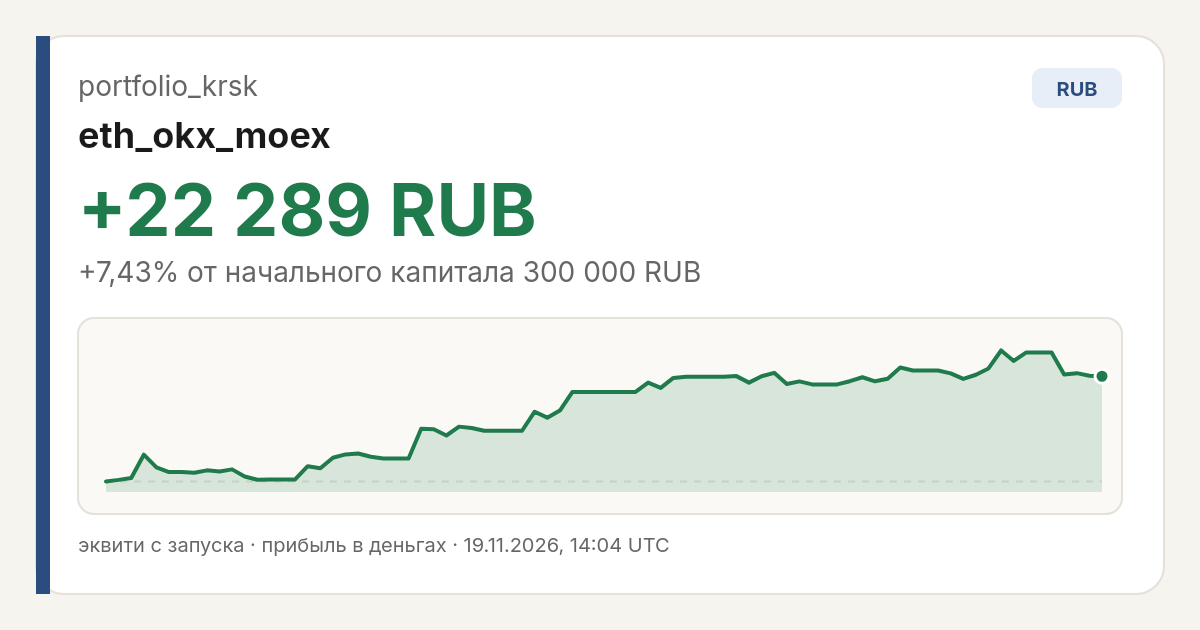 portfolio_krsk
RUB
eth_okx_moex
+22 289 RUB
+7,43% от начального капитала 300 000 RUB
эквити с запуска · прибыль в деньгах · 19.11.2026, 14:04 UTC